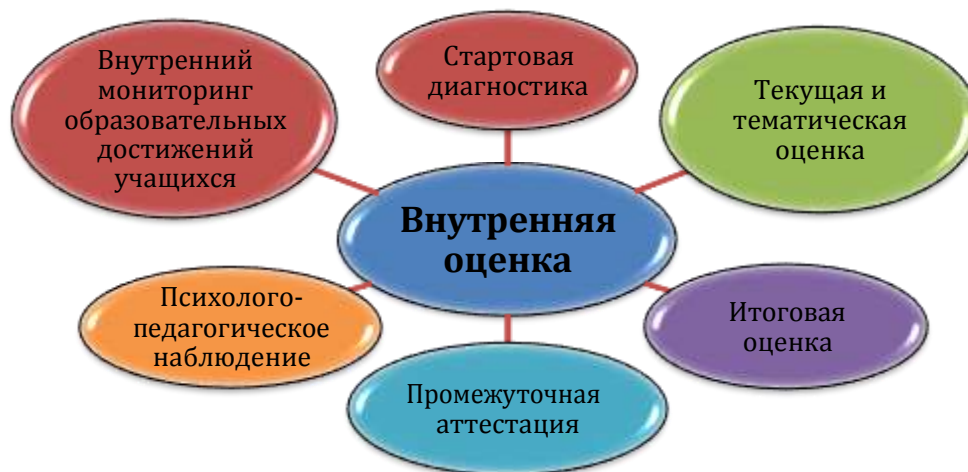 Внутренний
мониторинг
образовательных
достижений
учащихся
Стартовая
диагностика
Текущая и
тематическая
оценка
Внутренняя
оценка
Психолого-
педагогическое
наблюдение
Промежуточная
аттестация
Итоговая
оценка